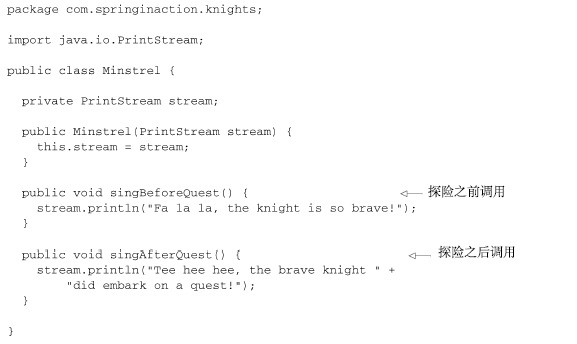 package com.springinaction.knights;
import java.io.PrintStream;
public class Minstrel {
private PrintStream stream;
public Minstrel(PrintStream stream) {
this.stream = stream;
}
public void singBeforeQuest() { 探险之前调用
stream.println("Fa la la, the knight is so brave!");
}
public void singAfterQuest() { 探险之后调用
stream.println("Tee hee hee, the brave knight " +
"did embark on a quest!");
}
}